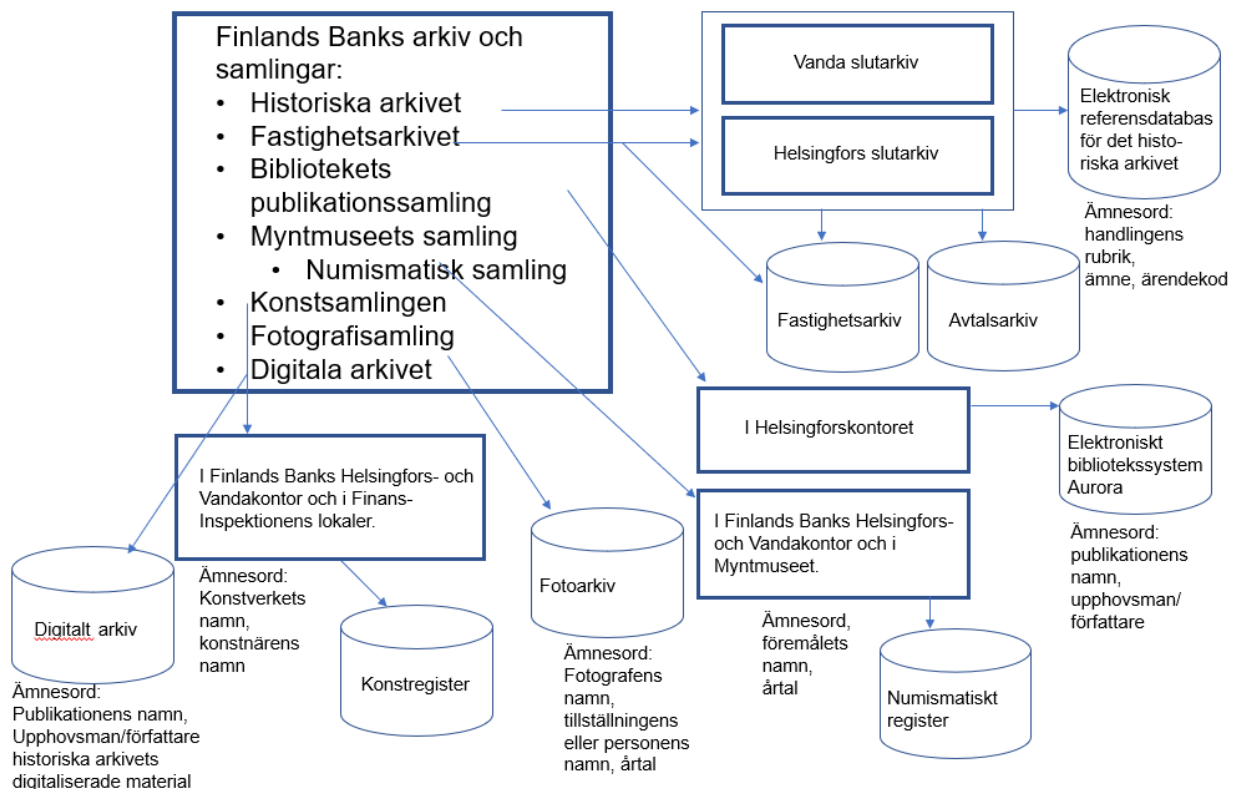 Finlands Banks arkiv och
samlingar:
• Historiska arkivet
• Fastighetsarkivet
• Bibliotekets
publikationssamling
• Myntmuseets samling
• Numismatisk samling
• Konstsamlingen
• Fotografisamling
• Digitala arkivet
Vanda slutarkiv
Helsingfors slutarkiv
Elektronisk
referensdatabas
för det histo-
riska arkivet
Ämnesord:
handlingens
rubrik,
ämne, ärendekod
Fastighetsarkiv
Avtalsarkiv
I Helsingforskontoret
Elektroniskt
bibliotekssystem
Aurora
Ämnesord:
publikationens
namn,
upphovsman/
författare
I Finlands Banks Helsingfors- och
Vandakontor och i Finans-
Inspektionens lokaler.
Ämnesord:
Konstverkets
namn,
konstnärens
namn
Konstregister
Digitalt arkiv
Ämnesord:
Publikationens namn,
Upphovsman/författare
historiska arkivets
digitaliserade material
Fotoarkiv
Ämnesord:
Fotografens
namn,
tillställningens
eller personens
namn, årtal
I Finlands Banks Helsingfors-
och Vandakontor och i
Myntmuseet.
Ämnesord,
föremålets
namn,
årtal
Numismatiskt
register